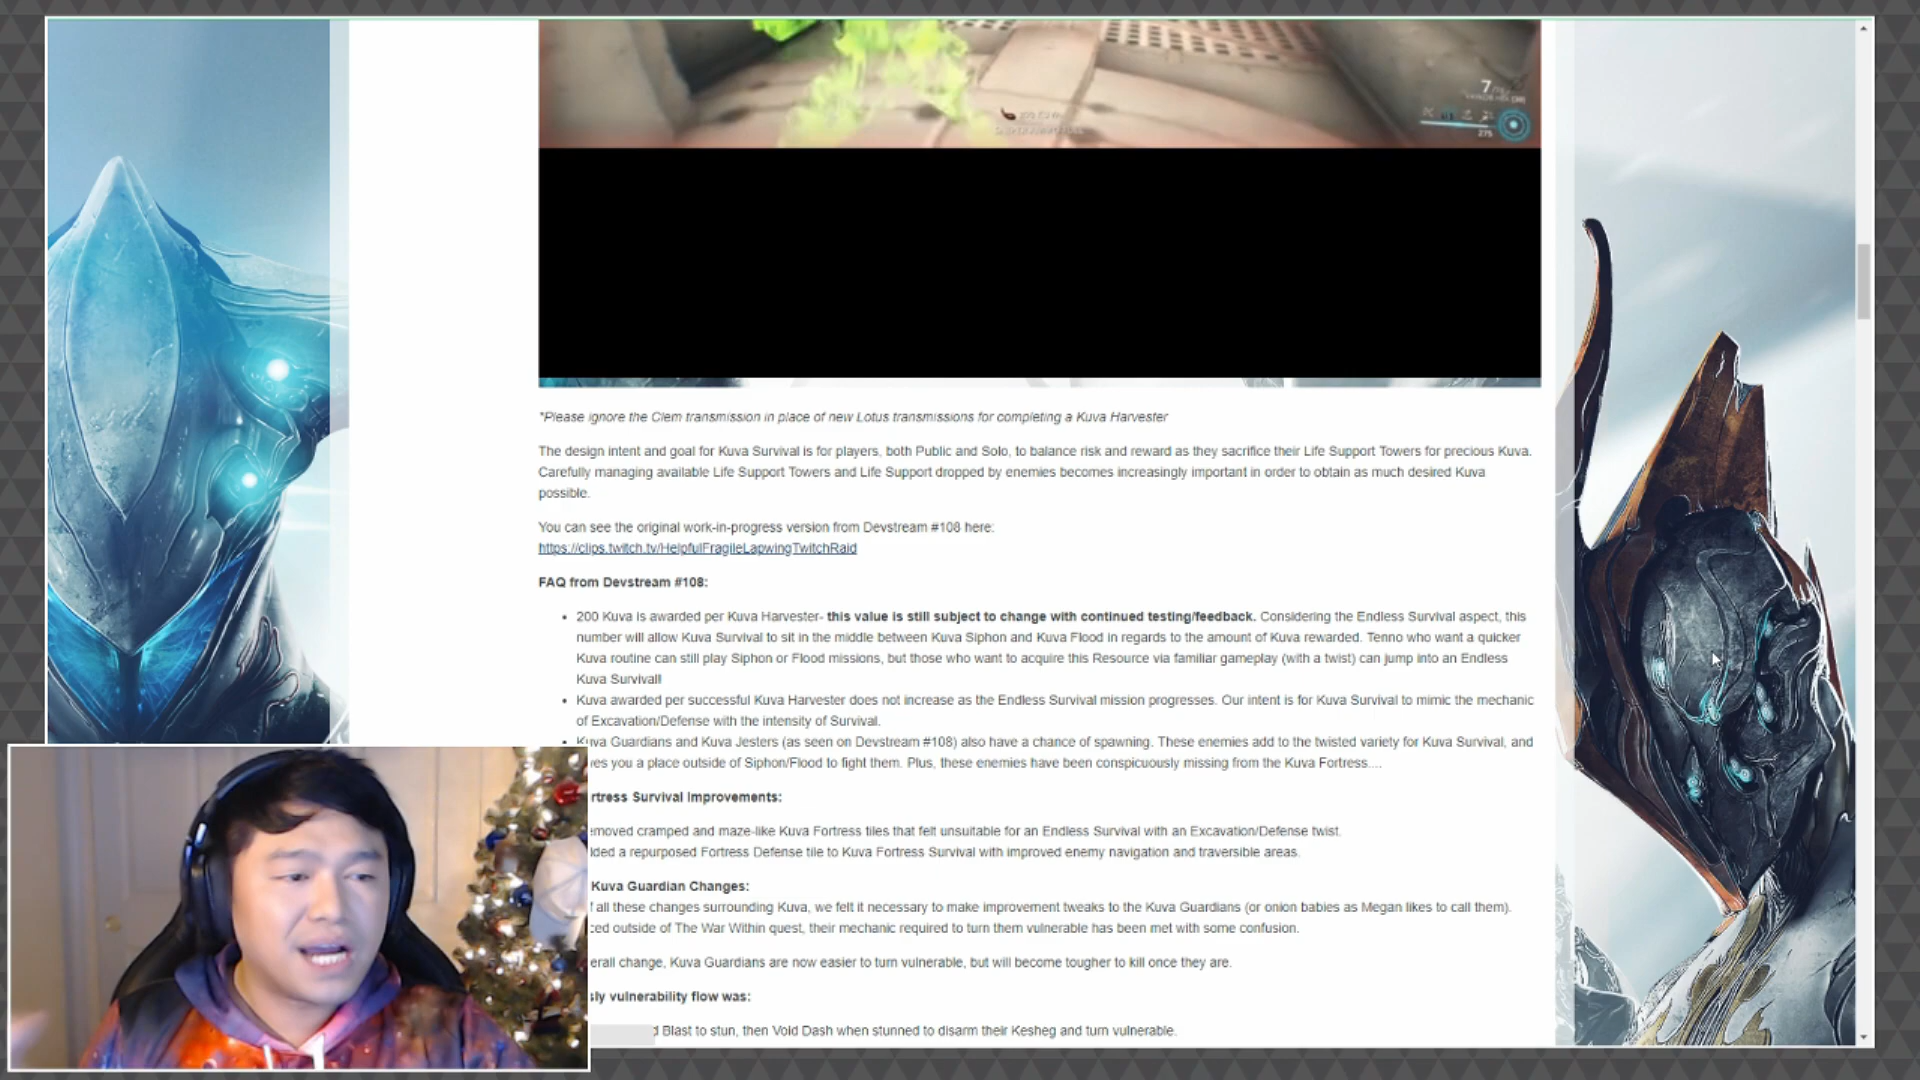 7
275
*Please ignore the Clem transmission in place of new Lotus transmissions for completing a Kuva Harvester
The design intent and goal for Kuva Survival is for players, both Public and Solo, to balance risk and reward as they sacrifice their Life Support Towers for precious Kuva.
Carefully managing available Life Support Towers and Life Support dropped by enemies becomes increasingly important in order to obtain as much desired Kuva
possible.
You can see the original work-in-progress version from Devstream #108 here:
https://clips.twitch.tv/HelpfulFragileLapwingTwitchRaid
FAQ from Devstream #108:
• 200 Kuva is awarded per Kuva Harvester- this value is still subject to change with continued testing/feedback. Considering the Endless Survival aspect, this
number will allow Kuva Survival to sit in the middle between Kuva Siphon and Kuva Flood in regards to the amount of Kuva rewarded. Tenno who want a quicker
Kuva routine can still play Siphon or Flood missions, but those who want to acquire this Resource via familiar gameplay (with a twist) can jump into an Endless
Kuva Survival!
• Kuva awarded per successful Kuva Harvester does not increase as the Endless Survival mission progresses. Our intent is for Kuva Survival to mimic the mechanic
of Excavation/Defense with the intensity of Survival.
• Kuva Guardians and Kuva Jesters (as seen on Devstream #108) also have a chance of spawning. These enemies add to the twisted variety for Kuva Survival, and
ves you a place outside of Siphon/Flood to fight them. Plus, these enemies have been conspicuously missing from the Kuva Fortress....
rtress Survival Improvements:
emoved cramped and maze-like Kuva Fortress tiles that felt unsuitable for an Endless Survival with an Excavation/Defense twist.
dded a repurposed Fortress Defense tile to Kuva Fortress Survival with improved enemy navigation and traversible areas.
Kuva Guardian Changes:
f all these changes surrounding Kuva, we felt it necessary to make improvement tweaks to the Kuva Guardians (or onion babies as Megan likes to call them).
ced outside of The War Within quest, their mechanic required to turn them vulnerable has been met with some confusion.
erall change, Kuva Guardians are now easier to turn vulnerable, but will become tougher to kill once they are.
sly vulnerability flow was:
d Blast to stun, then Void Dash when stunned to disarm their Kesheg and turn vulnerable.